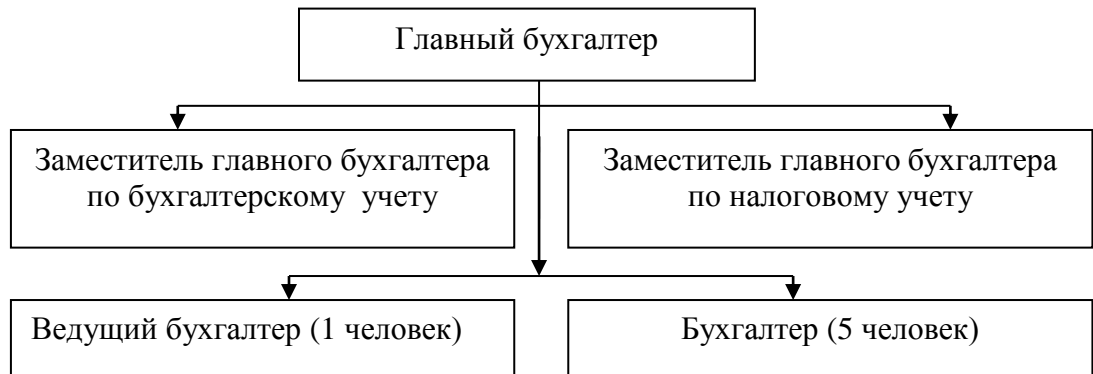 Главный бухгалтер
Заместитель главного бухгалтера
по бухгалтерскому учету
Заместитель главного бухгалтера
по налоговому учету
Ведущий бухгалтер (1 человек)
Бухгалтер (5 человек)